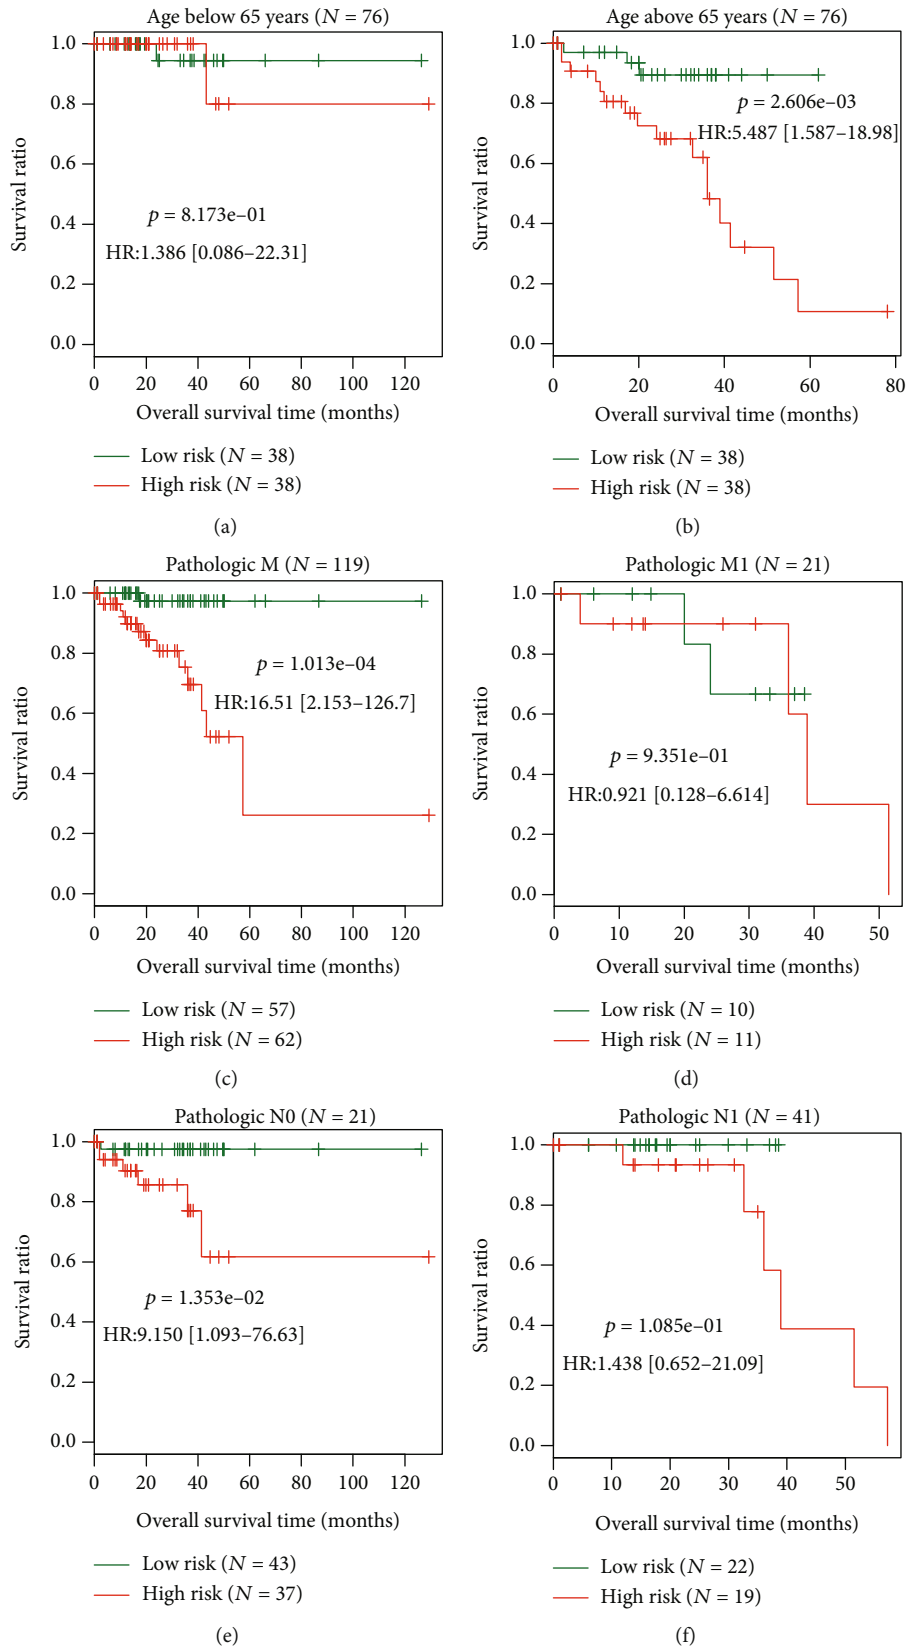 Age below 65 years (N = 76)
1.0
0.8
0.6
0.4
0.2
0.0
Survival ratio
p = 8.173e–01
HR:1.386 [0.086–22.31]
0 20 40 60 80 100 120
Overall survival time (months)
Low risk (N = 38)
High risk (N = 38)
(a)
Age above 65 years (N = 76)
1.0
0.8
0.6
0.4
0.2
0.0
Survival ratio
p = 2.606e–03
HR:5.487 [1.587–18.98]
0 20 40 60 80
Overall survival time (months)
Low risk (N = 38)
High risk (N = 38)
(b)
Pathologic M (N = 119)
1.0
0.8
0.6
0.4
0.2
0.0
Survival ratio
p = 1.013e–04
HR:16.51 [2.153–126.7]
0 20 40 60 80 100 120
Overall survival time (months)
Low risk (N = 57)
High risk (N = 62)
(c)
Pathologic M1 (N = 21)
1.0
0.8
0.6
0.4
0.2
0.0
Survival ratio
p = 9.351e–01
HR:0.921 [0.128–6.614]
0 10 20 30 40 50
Overall survival time (months)
Low risk (N = 10)
High risk (N = 11)
(d)
Pathologic N0 (N = 21)
1.0
0.8
0.6
0.4
0.2
0.0
Survival ratio
p = 1.353e–02
HR:9.150 [1.093–76.63]
0 20 40 60 80 100 120
Overall survival time (months)
Low risk (N = 43)
High risk (N = 37)
(e)
Pathologic N1 (N = 41)
1.0
0.8
0.6
0.4
0.2
0.0
Survival ratio
p = 1.085e–01
HR:1.438 [0.652–21.09]
0 10 20 30 40 50
Overall survival time (months)
Low risk (N = 22)
High risk (N = 19)
(f)